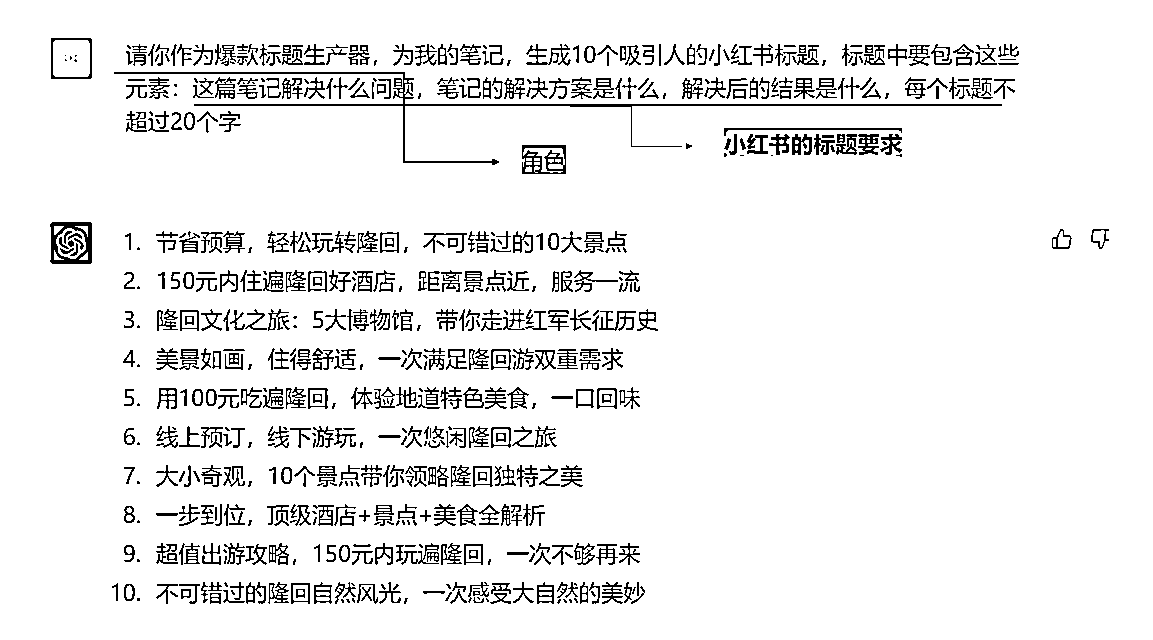 请你作为爆款标题生产器，为我的笔记，生成10个吸引人的小红书标题，标题中要包含这些
元素：这篇笔记解决什么问题，笔记的解决方案是什么，解决后的结果是什么，每个标题不
超过20个字
小红书的标题要求
角色
1. 节省预算，轻松玩转隆回，不可错过的10大景点
2. 150元内住遍隆回好酒店，距离景点近，服务一流
3. 隆回文化之旅：5大博物馆，带你走进红军长征历史
4. 美景如画，住得舒适，一次满足隆回游双重需求
5. 用100元吃遍隆回，体验地道特色美食，一口回味
6. 线上预订，线下游玩，一次悠闲隆回之旅
7. 大小奇观，10个景点带你领略隆回独特之美
8. 一步到位，顶级酒店+景点+美食全解析
9. 超值出游攻略，150元内玩遍隆回，一次不够再来
10. 不可错过的隆回自然风光，一次感受大自然的美妙